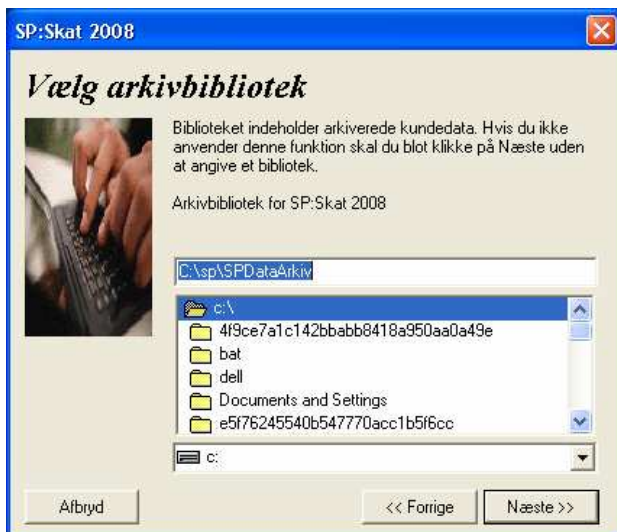 SP:Skat 2008
Vælg arkivbibliotek
Biblioteket indeholder arkiverede kundedata. Hvis du ikke
anvender denne funktion skal du blot klikke på Næste uden
at angive et bibliotek.
Arkivbibliotek for SP:Skat 2008
C:\sp\SPDataArkiv
c:\
4f9ce7a1c142bbabb8418a950aa0a49e
bat
dell
Documents and Settings
e5f76245540b547770acc1b5f6cc
c:
Afbryd
<< Forrige
Næste >>